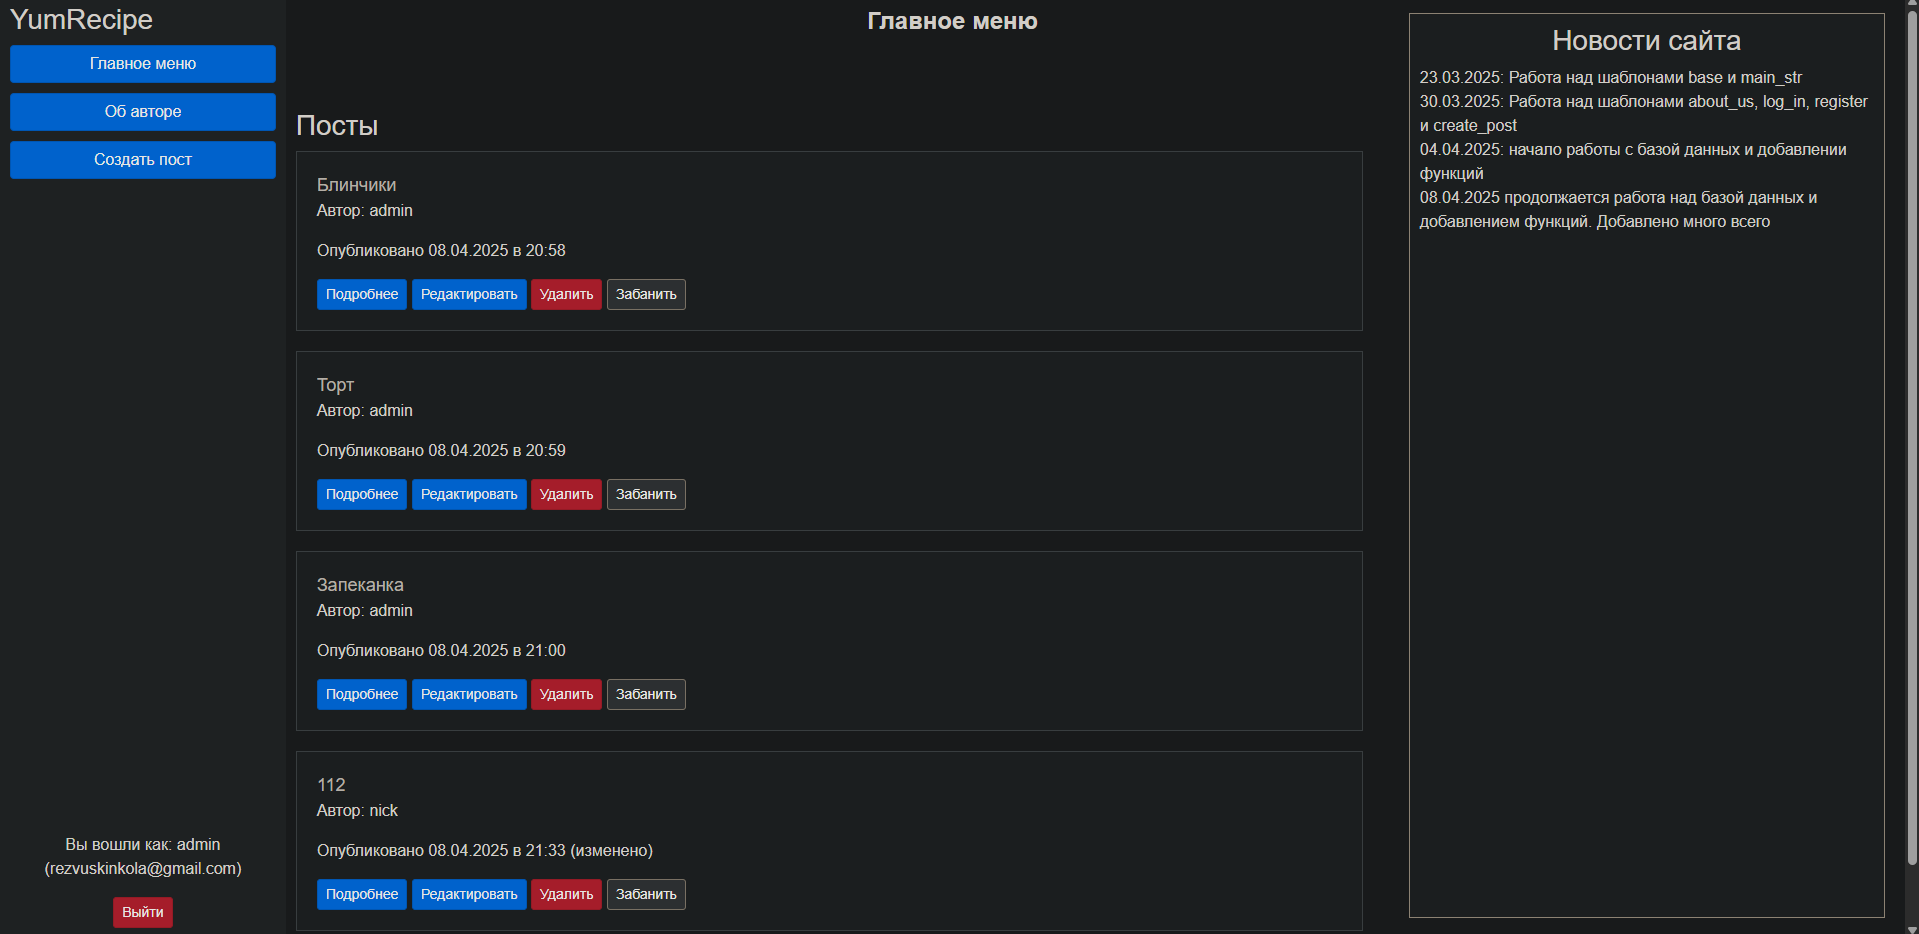 YumRecipe
Главное меню
Об авторе
Создать пост
Вы вошли как: admin
(rezvuskinkola@gmail.com)
Выйти
Главное меню
Посты
Блинчики
Автор: admin
Опубликовано 08.04.2025 в 20:58
Подробнее Редактировать Удалить Забанить
Торт
Автор: admin
Опубликовано 08.04.2025 в 20:59
Подробнее Редактировать Удалить Забанить
Запеканка
Автор: admin
Опубликовано 08.04.2025 в 21:00
Подробнее Редактировать Удалить Забанить
112
Автор: nick
Опубликовано 08.04.2025 в 21:33 (изменено)
Подробнее Редактировать Удалить Забанить
Новости сайта
23.03.2025: Работа над шаблонами base и main_str
30.03.2025: Работа над шаблонами about_us, log_in, register
и create_post
04.04.2025: начало работы с базой данных и добавлении
функций
08.04.2025 продолжается работа над базой данных и
добавлением функций. Добавлено много всего